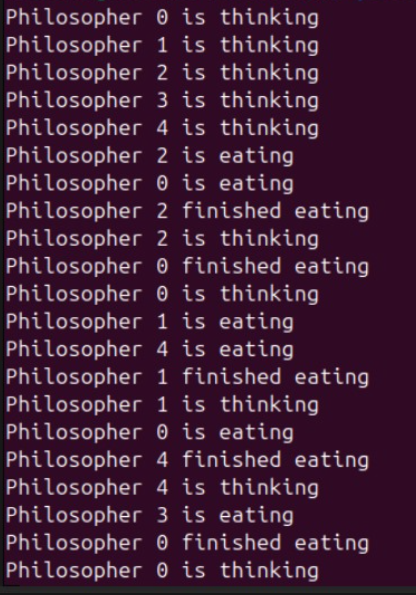 Philosopher 0 is thinking
Philosopher 1 is thinking
Philosopher 2 is thinking
Philosopher 3 is thinking
Philosopher 4 is thinking
Philosopher 2 is eating
Philosopher 0 is eating
Philosopher 2 finished eating
Philosopher 2 is thinking
Philosopher 0 finished eating
Philosopher 0 is thinking
Philosopher 1 is eating
Philosopher 4 is eating
Philosopher 1 finished eating
Philosopher 1 is thinking
Philosopher 0 is eating
Philosopher 4 finished eating
Philosopher 4 is thinking
Philosopher 3 is eating
Philosopher 0 finished eating
Philosopher 0 is thinking